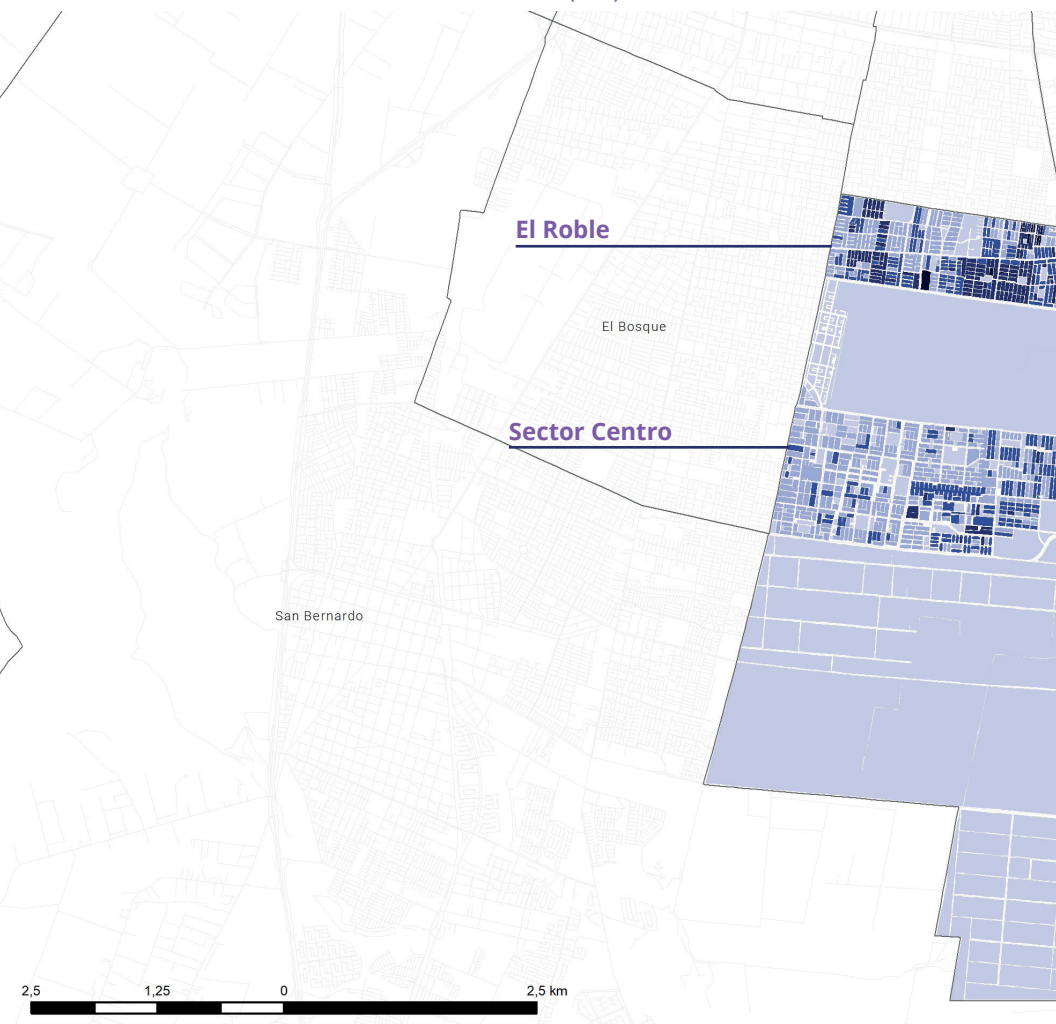 El Roble
El Bosque
Sector Centro
San Bernardo
2,5 1,25 0 2,5 km